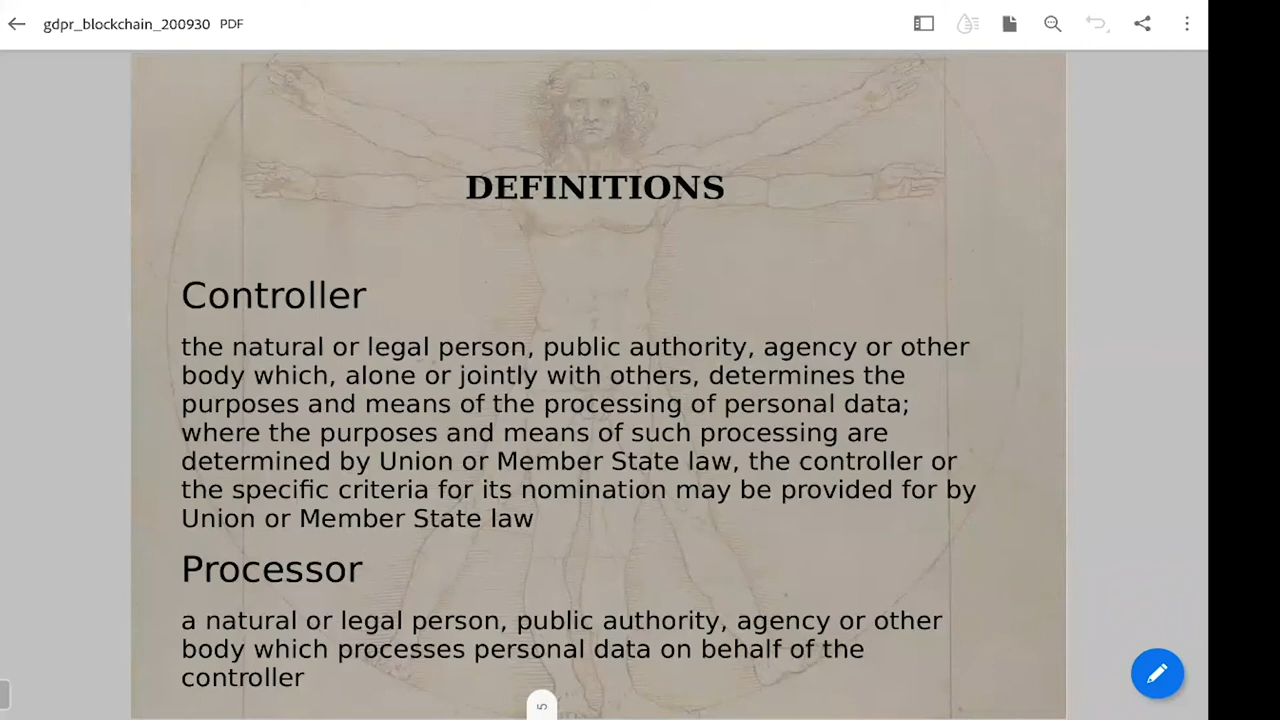 gdpr_blockchain_200930 PDF
DEFINITIONS
Controller
the natural or legal person, public authority, agency or other
body which, alone or jointly with others, determines the
purposes and means of the processing of personal data;
where the purposes and means of such processing are
determined by Union or Member State law, the controller or
the specific criteria for its nomination may be provided for by
Union or Member State law
Processor
a natural or legal person, public authority, agency or other
body which processes personal data on behalf of the
controller
5